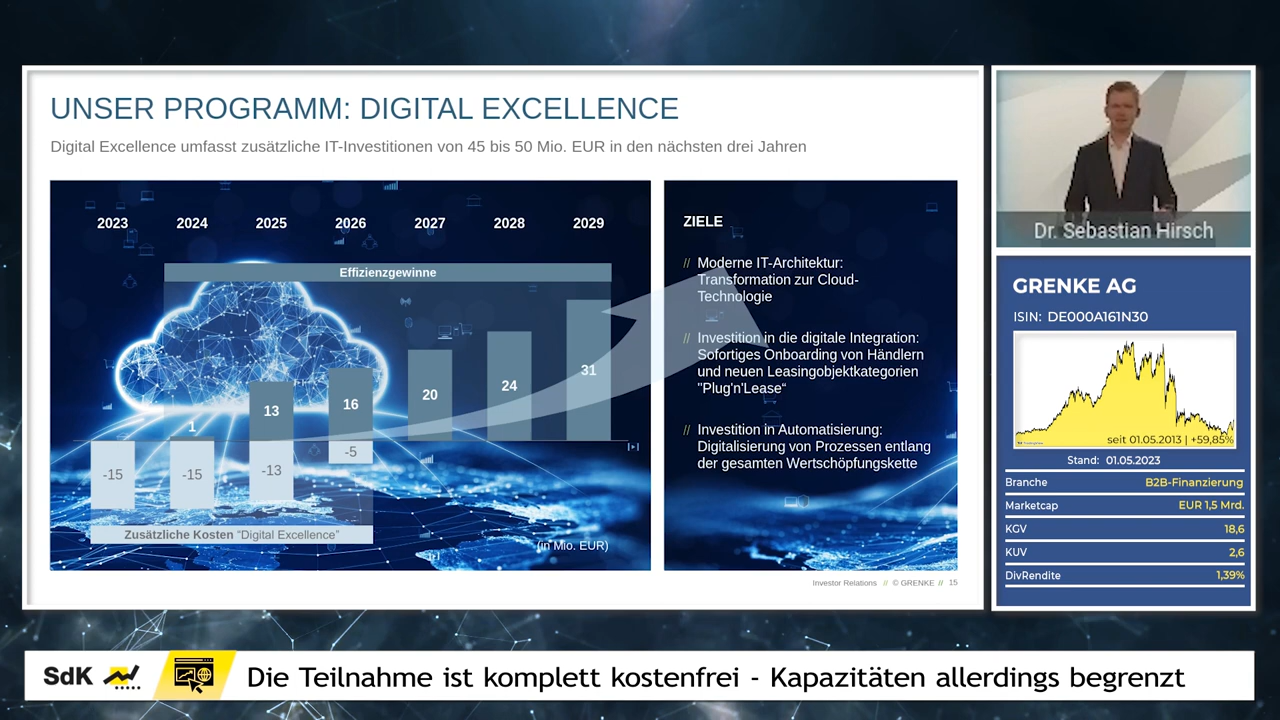 UNSER PROGRAMM: DIGITAL EXCELLENCE
Digital Excellence umfasst zusätzliche IT-Investitionen von 45 bis 50 Mio. EUR in den nächsten drei Jahren
2023 2024 2025 2026 2027 2028 2029
Effizienzgewinne
1 13 16 20 24 31
-15 -15 -13 -5
Zusätzliche Kosten "Digital Excellence"
(in Mio. EUR)
ZIELE
// Moderne IT-Architektur:
Transformation zur Cloud-
Technologie
// Investition in die digitale Integration:
Sofortiges Onboarding von Händlern
und neuen Leasingobjektkategorien
"Plug'n'Lease“
// Investition in Automatisierung:
Digitalisierung von Prozessen entlang
der gesamten Wertschöpfungskette
Investor Relations // © GRENKE // 15
Dr. Sebastian Hirsch
GRENKE AG
ISIN: DE000A161N30
seit 01.05.2013 | +59,85%
Stand: 01.05.2023
Branche B2B-Finanzierung
Marketcap EUR 1,5 Mrd.
KGV 18,6
KUV 2,6
DivRendite 1,39%
SdK
Die Teilnahme ist komplett kostenfrei - Kapazitäten allerdings begrenzt